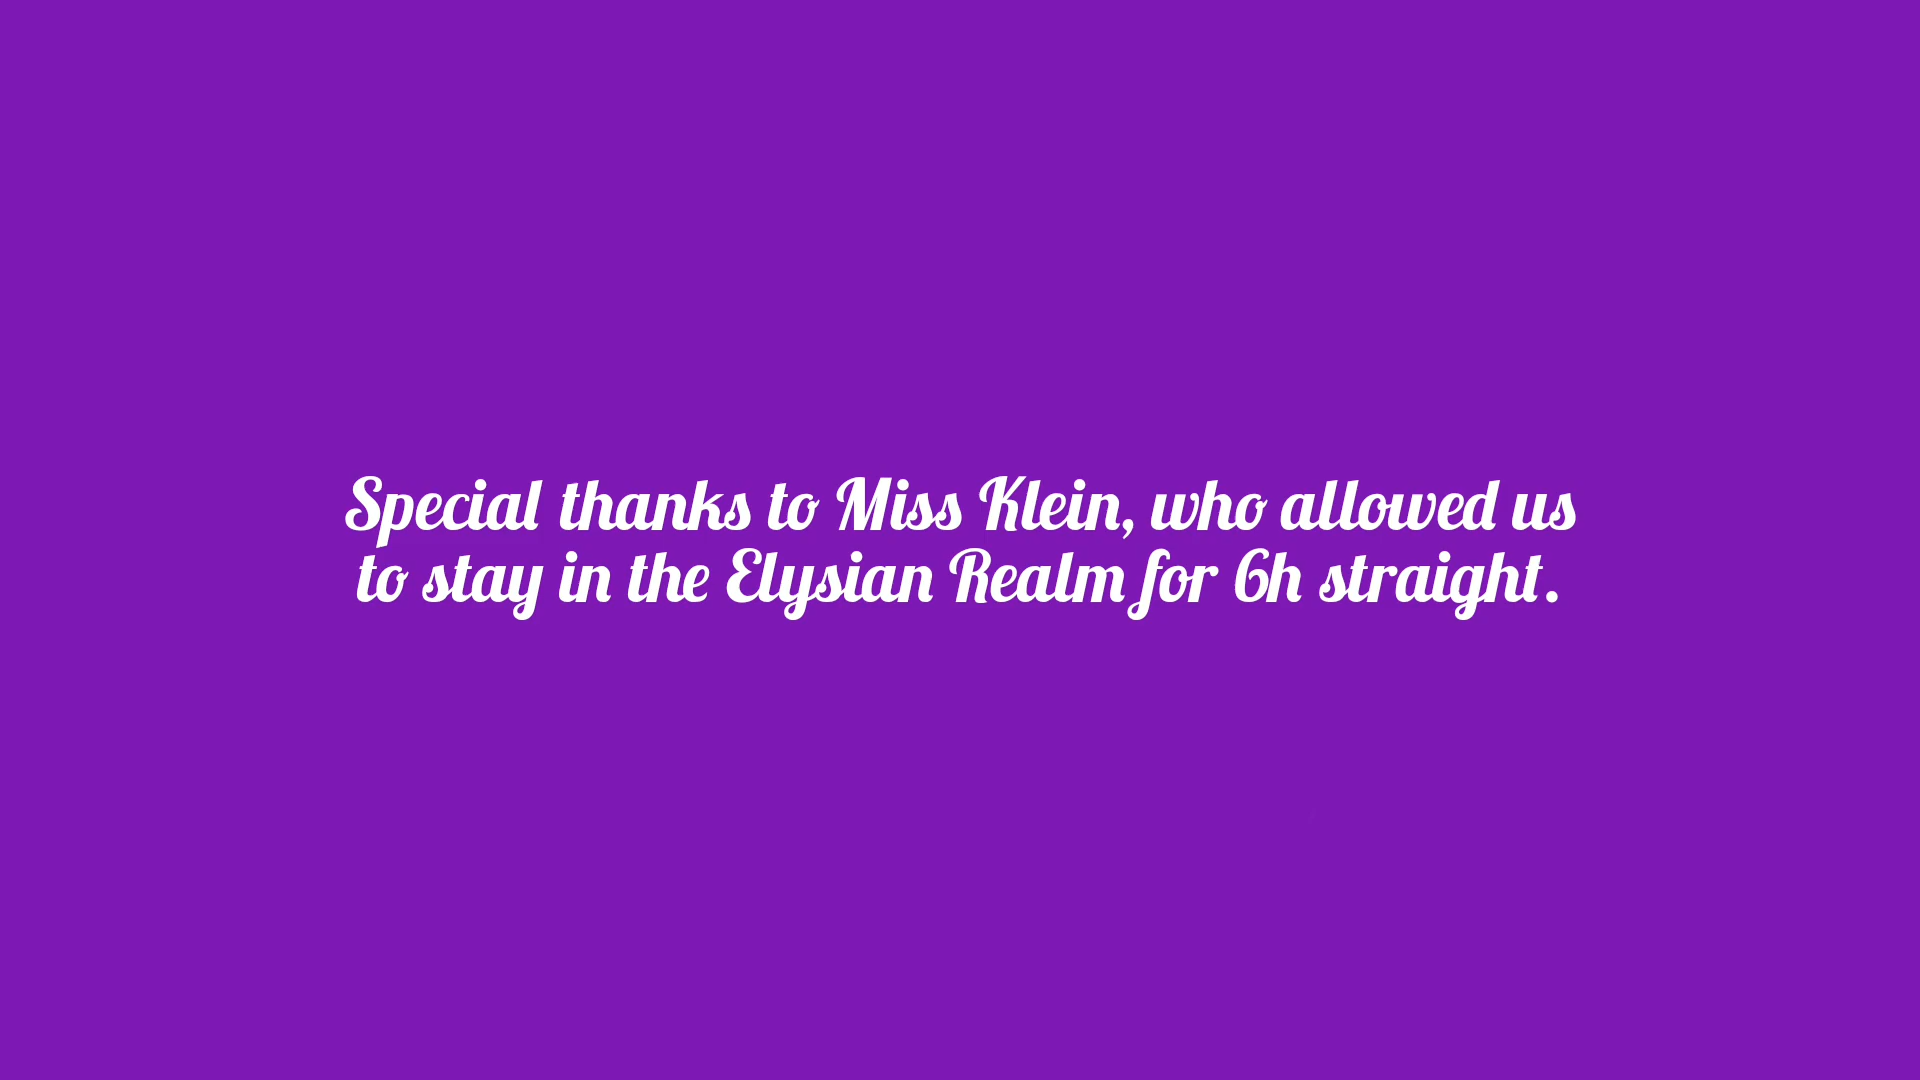 Special thanks to Miss Klein, who allowed us
to stay in the Elysian Realm for 6h straight.